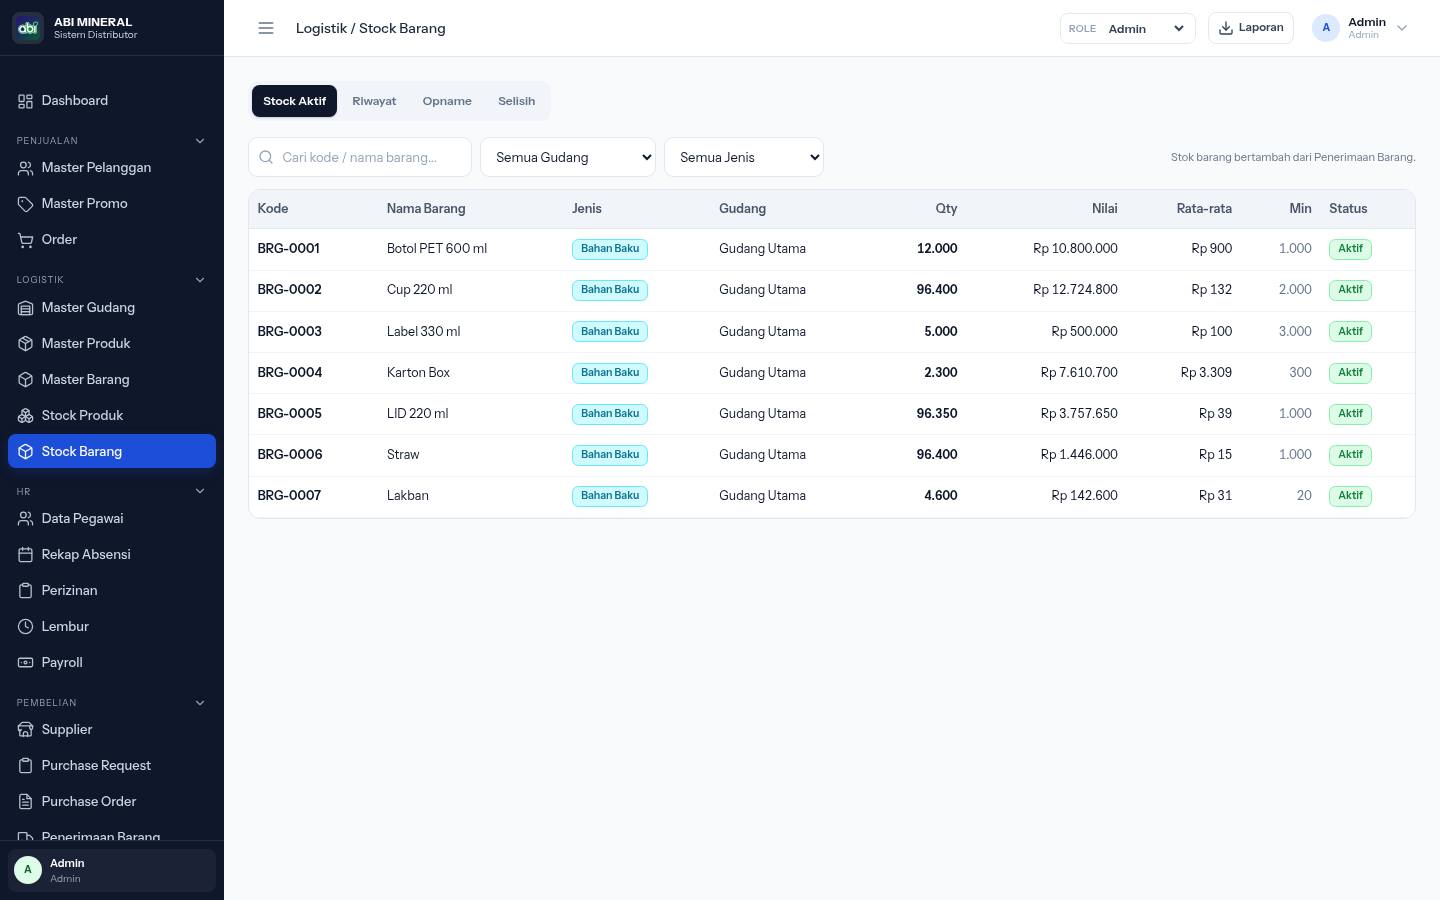 abi
ABI MINERAL
Sistem Distributor
Dashboard
PENJUALAN
Master Pelanggan
Master Promo
Order
LOGISTIK
Master Gudang
Master Produk
Master Barang
Stock Produk
Stock Barang
HR
Data Pegawai
Rekap Absensi
Perizinan
Lembur
Payroll
PEMBELIAN
Supplier
Purchase Request
Purchase Order
Penerimaan Barang
A
Admin
Admin
Logistik / Stock Barang
ROLE Admin
Laporan
A
Admin
Admin
Stock Aktif Riwayat Opname Selisih
Cari kode / nama barang...
Semua Gudang
Semua Jenis
Stok barang bertambah dari Penerimaan Barang.
Kode Nama Barang Jenis Gudang Qty Nilai Rata-rata Min Status
BRG-0001 Botol PET 600 ml Bahan Baku Gudang Utama 12.000 Rp 10.800.000 Rp 900 1.000 Aktif
BRG-0002 Cup 220 ml Bahan Baku Gudang Utama 96.400 Rp 12.724.800 Rp 132 2.000 Aktif
BRG-0003 Label 330 ml Bahan Baku Gudang Utama 5.000 Rp 500.000 Rp 100 3.000 Aktif
BRG-0004 Karton Box Bahan Baku Gudang Utama 2.300 Rp 7.610.700 Rp 3.309 300 Aktif
BRG-0005 LID 220 ml Bahan Baku Gudang Utama 96.350 Rp 3.757.650 Rp 39 1.000 Aktif
BRG-0006 Straw Bahan Baku Gudang Utama 96.400 Rp 1.446.000 Rp 15 1.000 Aktif
BRG-0007 Lakban Bahan Baku Gudang Utama 4.600 Rp 142.600 Rp 31 20 Aktif